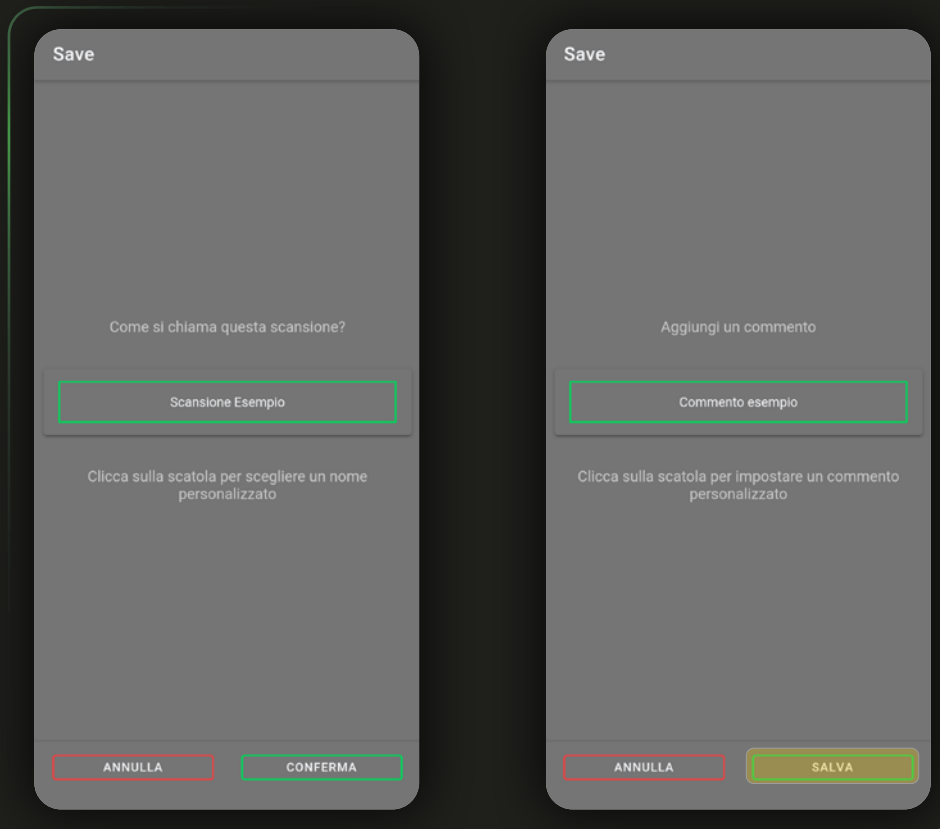 Save
Come si chiama questa scansione?
Scansione Esempio
Clicca sulla scatola per scegliere un nome
personalizzato
ANNULLA
CONFERMA
Save
Aggiungi un commento
Commento esempio
Clicca sulla scatola per impostare un commento
personalizzato
ANNULLA
SALVA